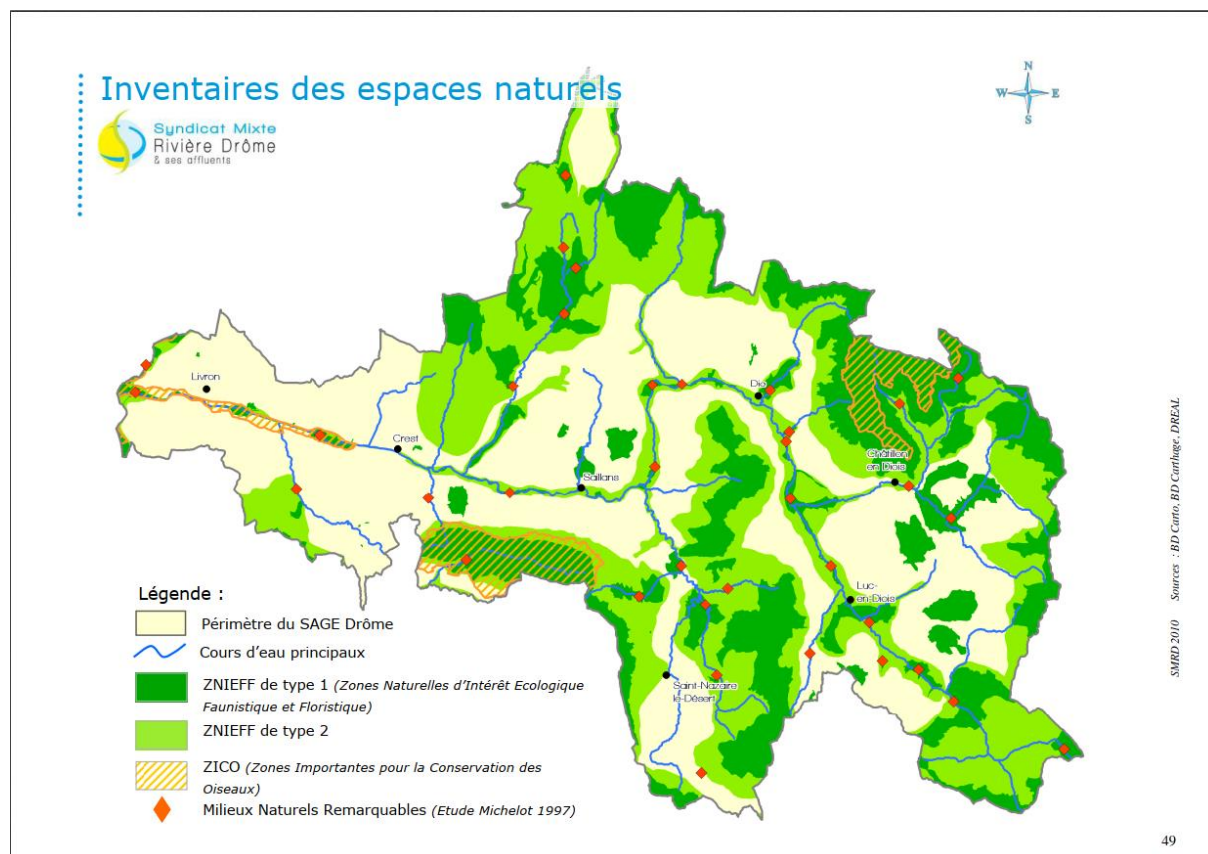 Inventaires des espaces naturels
Syndicat Mixte
Rivière Drôme
& ses affluents
N
W
E
S
Livron
Crest
Saillans
Die
Châtillon
en Diois
Luc-
en-Diois
Saint-Nazaire
le-Désert
Légende :
Périmètre du SAGE Drôme
Cours d'eau principaux
ZNIEFF de type 1 (Zones Naturelles d'Intérêt Ecologique
Faunistique et Floristique)
ZNIEFF de type 2
ZICO (Zones Importantes pour la Conservation des
Oiseaux)
Milieux Naturels Remarquables (Etude Michelot 1997)
SMRD 2010 Sources : BD Carto, BD Carthage, DREAL
49